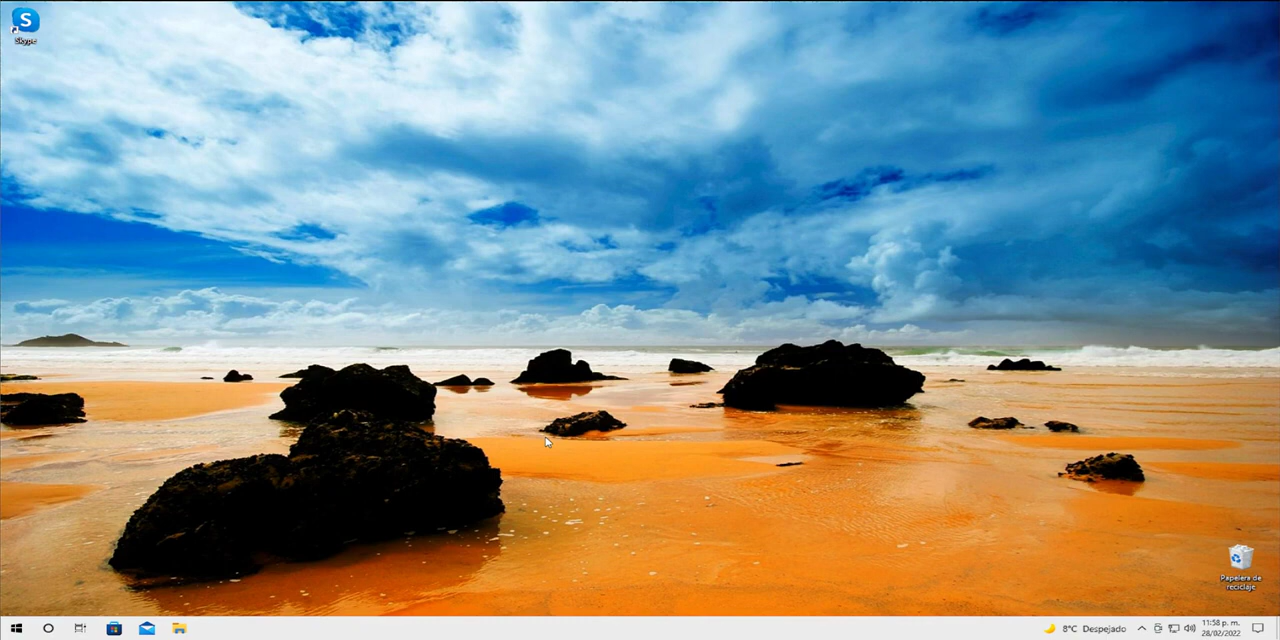 S
Skype
Papelera de
reciclaje
8°C Despejado
11:58 p. m.
28/02/2022